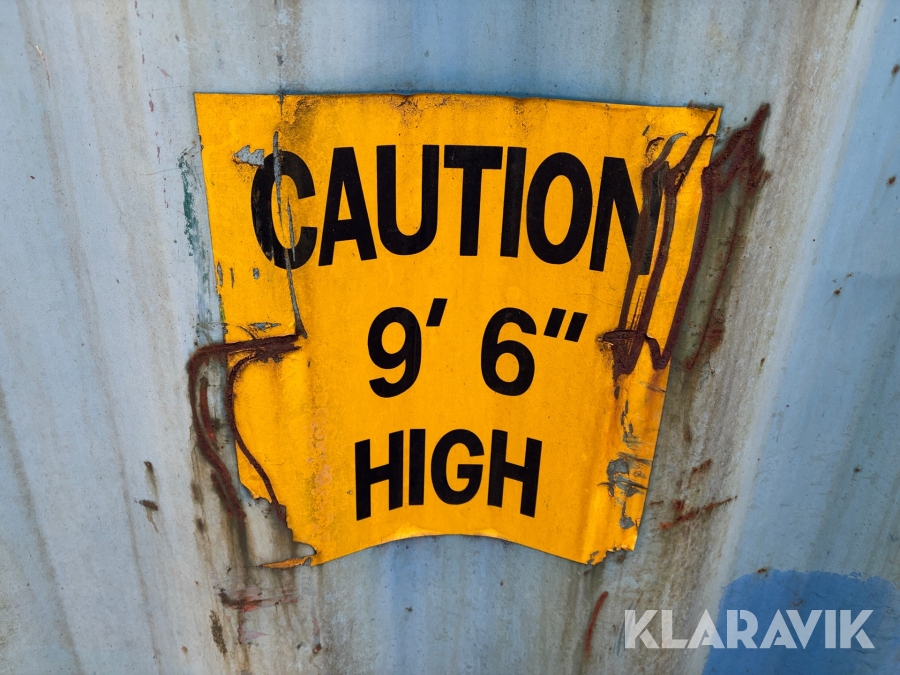 CAUTION
9′ 6″
HIGH
KLARAVIK